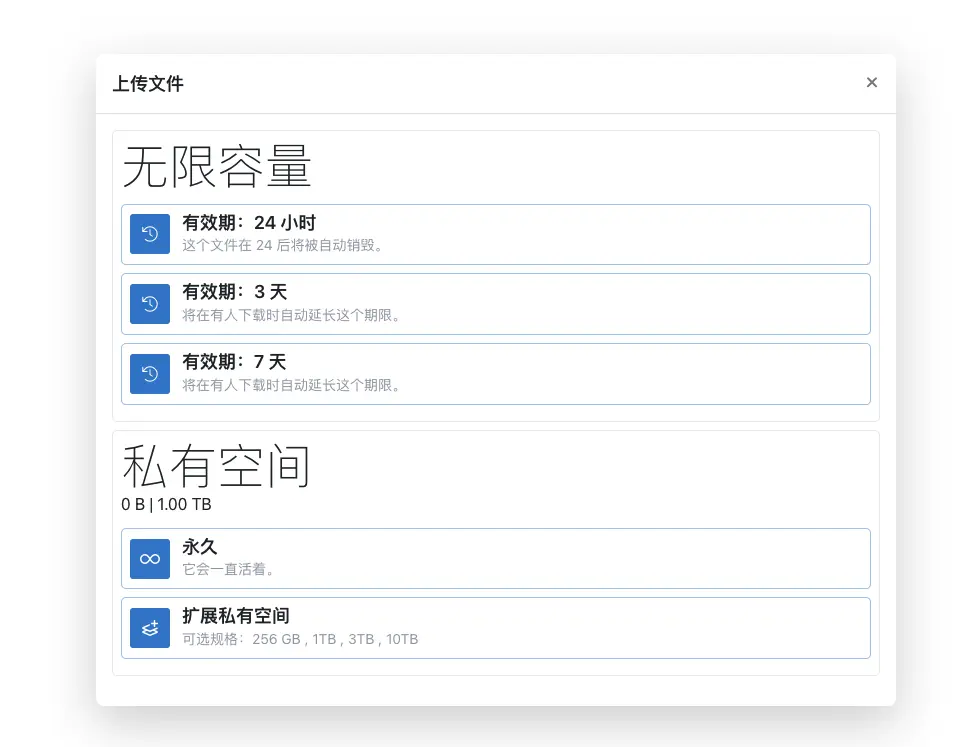 上传文件
无限容量
有效期：24 小时
这个文件在 24 后将被自动销毁。
有效期：3 天
将在有人下载时自动延长这个期限。
有效期：7 天
将在有人下载时自动延长这个期限。
私有空间
0 B | 1.00 TB
永久
它会一直活着。
扩展私有空间
可选规格：256 GB , 1TB , 3TB , 10TB